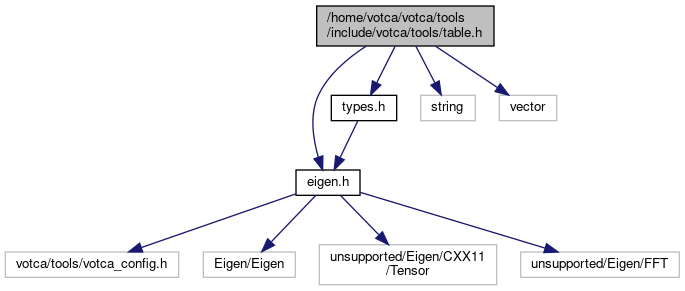 /home/votca/votca/tools
/include/votca/tools/table.h
types.h
string
vector
eigen.h
votca/tools/votca_config.h
Eigen/Eigen
unsupported/Eigen/CXX11
/Tensor
unsupported/Eigen/FFT